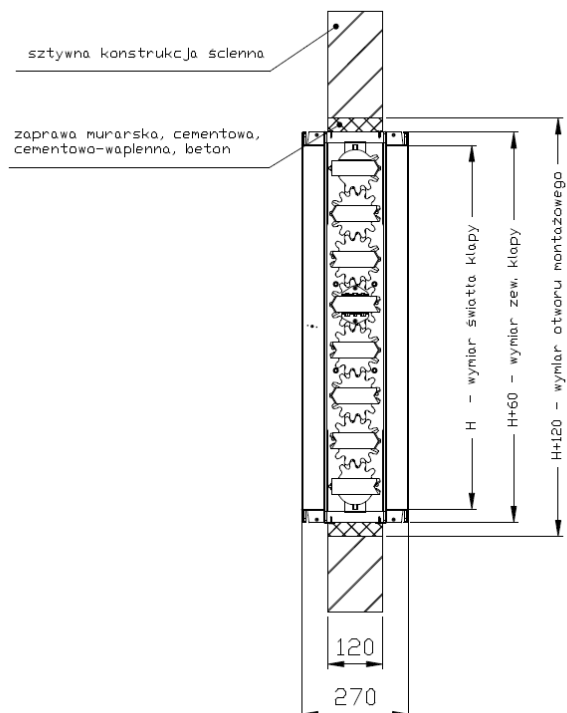 sztywna konstrukcja ścienna
zaprawa murarska, cementowa,
cementowo-wapienna, beton
H - wymiar światła klapy
H+60 - wymiar zew. klapy
H+120 - wymiar otworu montażowego
120
270